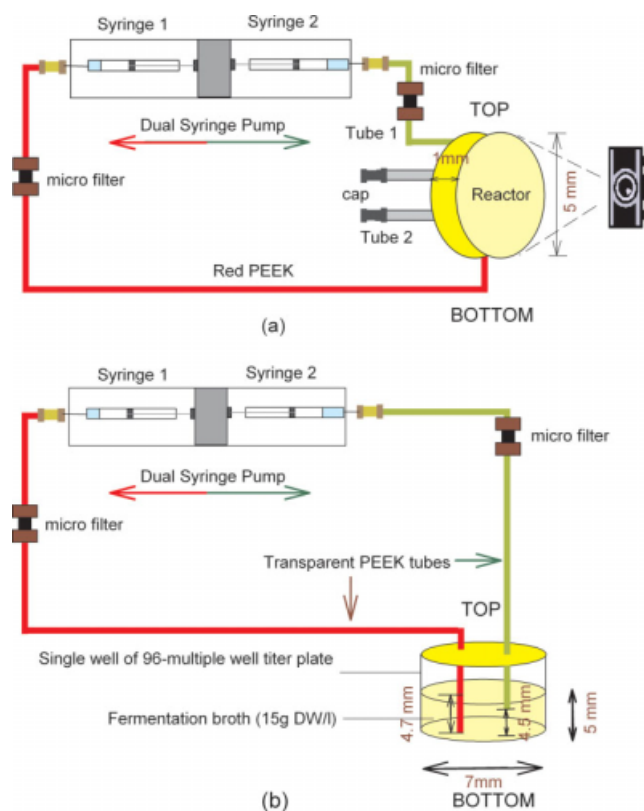 Syringe 1
Syringe 2
micro filter
TOP
Dual Syringe Pump
Tube 1
micro filter
1mm
cap
Reactor
5 mm
Tube 2
Red PEEK
BOTTOM
(a)
Syringe 1
Syringe 2
micro filter
Dual Syringe Pump
micro filter
Transparent PEEK tubes
TOP
Single well of 96-multiple well titer plate
4.7 mm
4.5 mm
5 mm
Fermentation broth (15g DW/l)
7mm
BOTTOM
(b)